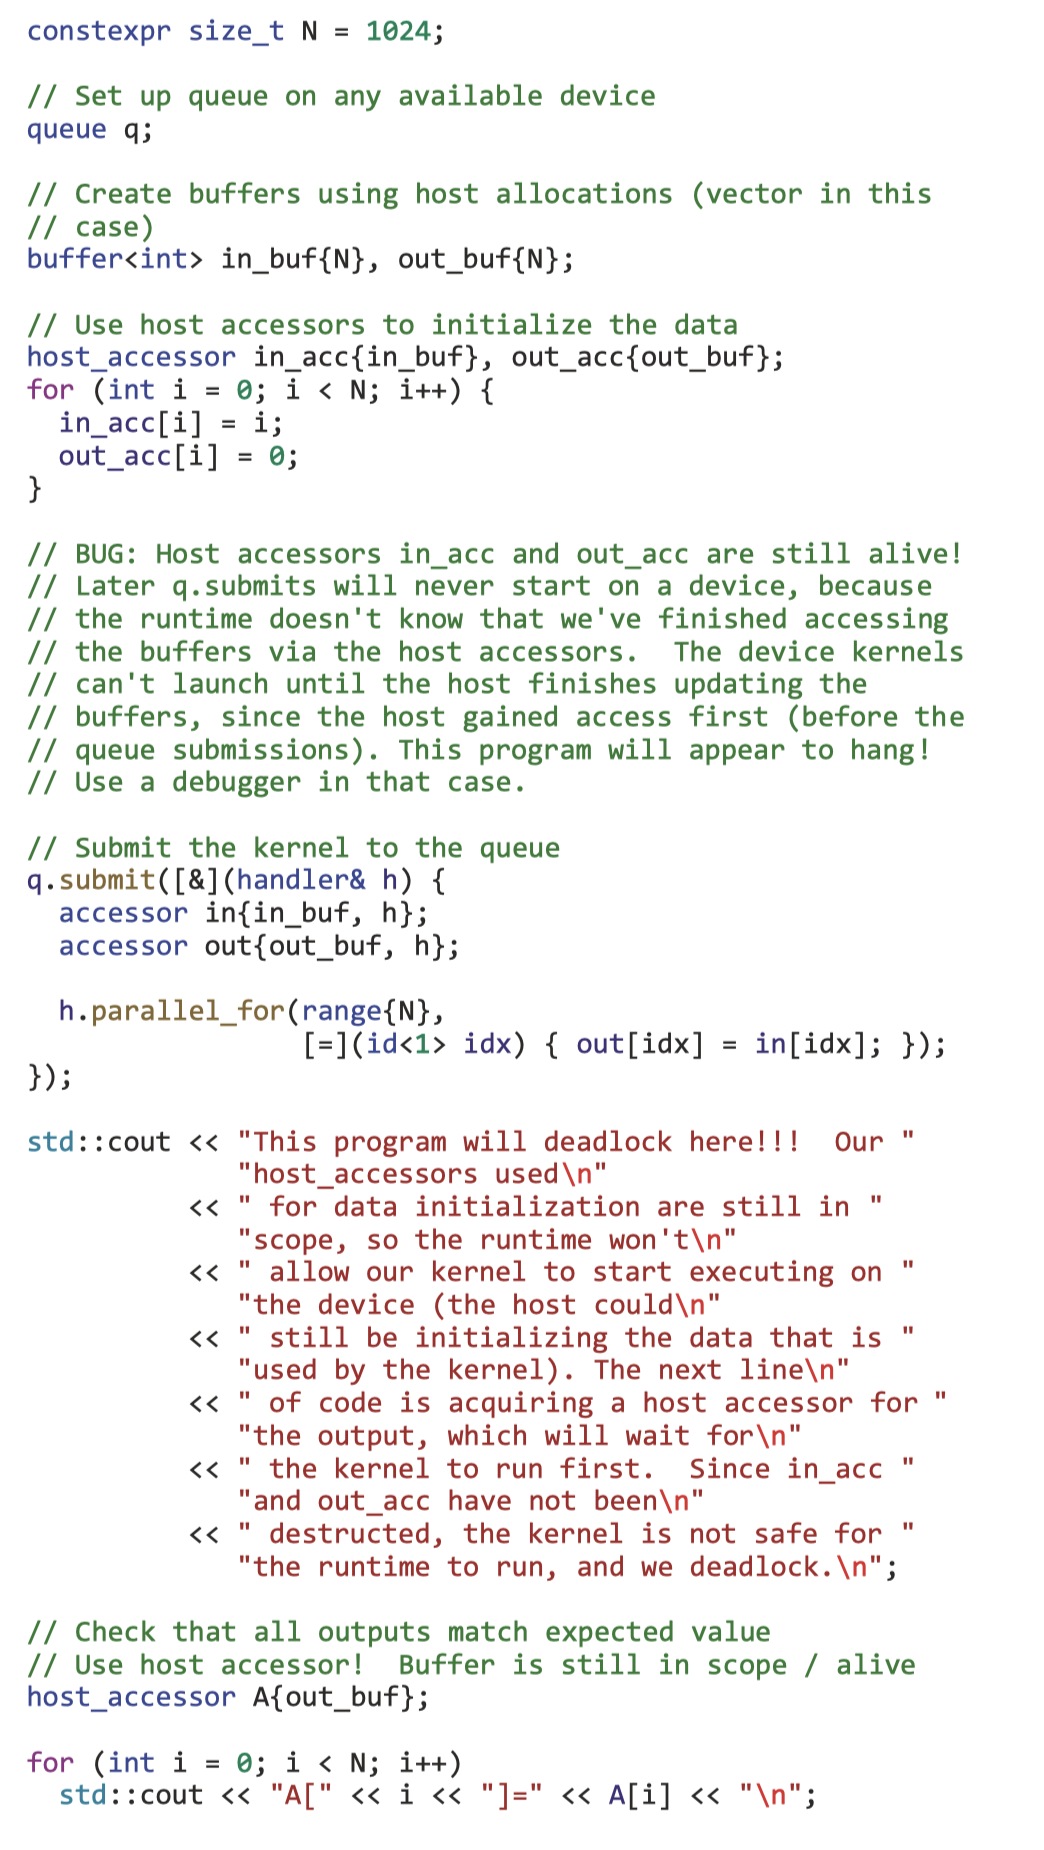 constexpr size_t N = 1024;

// Set up queue on any available device
queue q;

// Create buffers using host allocations (vector in this
// case)
buffer<int> in_buf{N}, out_buf{N};

// Use host accessors to initialize the data
host_accessor in_acc{in_buf}, out_acc{out_buf};
for (int i = 0; i < N; i++) {
  in_acc[i] = i;
  out_acc[i] = 0;
}

// BUG: Host accessors in_acc and out_acc are still alive!
// Later q.submits will never start on a device, because
// the runtime doesn't know that we've finished accessing
// the buffers via the host accessors.  The device kernels
// can't launch until the host finishes updating the
// buffers, since the host gained access first (before the
// queue submissions). This program will appear to hang!
// Use a debugger in that case.

// Submit the kernel to the queue
q.submit([&](handler& h) {
  accessor in{in_buf, h};
  accessor out{out_buf, h};

  h.parallel_for(range{N},
                 [=](id<1> idx) { out[idx] = in[idx]; });
});

std::cout << "This program will deadlock here!!!  Our "
             "host_accessors used\n"
          << " for data initialization are still in "
             "scope, so the runtime won't\n"
          << " allow our kernel to start executing on "
             "the device (the host could\n"
          << " still be initializing the data that is "
             "used by the kernel). The next line\n"
          << " of code is acquiring a host accessor for "
             "the output, which will wait for\n"
          << " the kernel to run first.  Since in_acc "
             "and out_acc have not been\n"
          << " destructed, the kernel is not safe for "
             "the runtime to run, and we deadlock.\n";

// Check that all outputs match expected value
// Use host accessor!  Buffer is still in scope / alive
host_accessor A{out_buf};

for (int i = 0; i < N; i++)
  std::cout << "A[" << i << "]=" << A[i] << "\n";